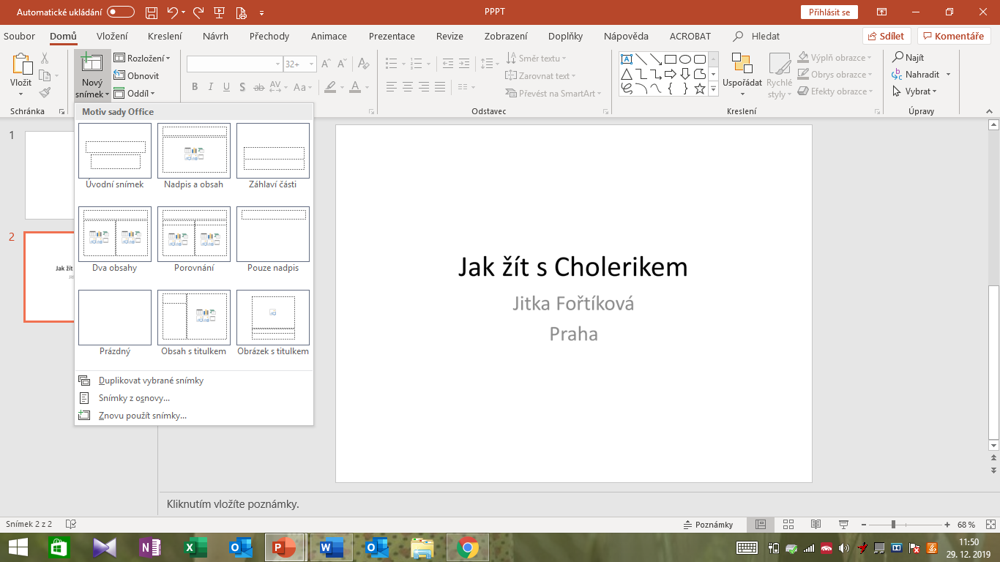 Automatické ukládání
PPPT
Přihlásit se
Soubor Domů Vložení Kreslení Návrh Přechody Animace Prezentace Revize Zobrazení Doplňky Nápověda ACROBAT Hledat
Sdílet Komentáře
Vložit
Schránka
Nový
snímek
Rozložení
Obnovit
Oddíl
32+
B I U S ab AV Aa A
Směr textu
Zarovnat text
Převést na SmartArt
Odstavec
Uspořádat
Rychlé
styly
Výplň obrazce
Obrys obrazce
Efekty obrazce
Kreslení
Najít
Nahradit
Vybrat
Úpravy
Motiv sady Office
Úvodní snímek Nadpis a obsah Záhlaví části
Dva obsahy Porovnání Pouze nadpis
Prázdný Obsah s titulkem Obrázek s titulkem
Duplikovat vybrané snímky
Snímky z osnovy...
Znovu použít snímky...
1
2
Jak žít
Jak žít s Cholerikem
Jitka Fořtíková
Praha
Kliknutím vložíte poznámky.
Snímek 2 z 2
Poznámky
68 %
11:50
29. 12. 2019